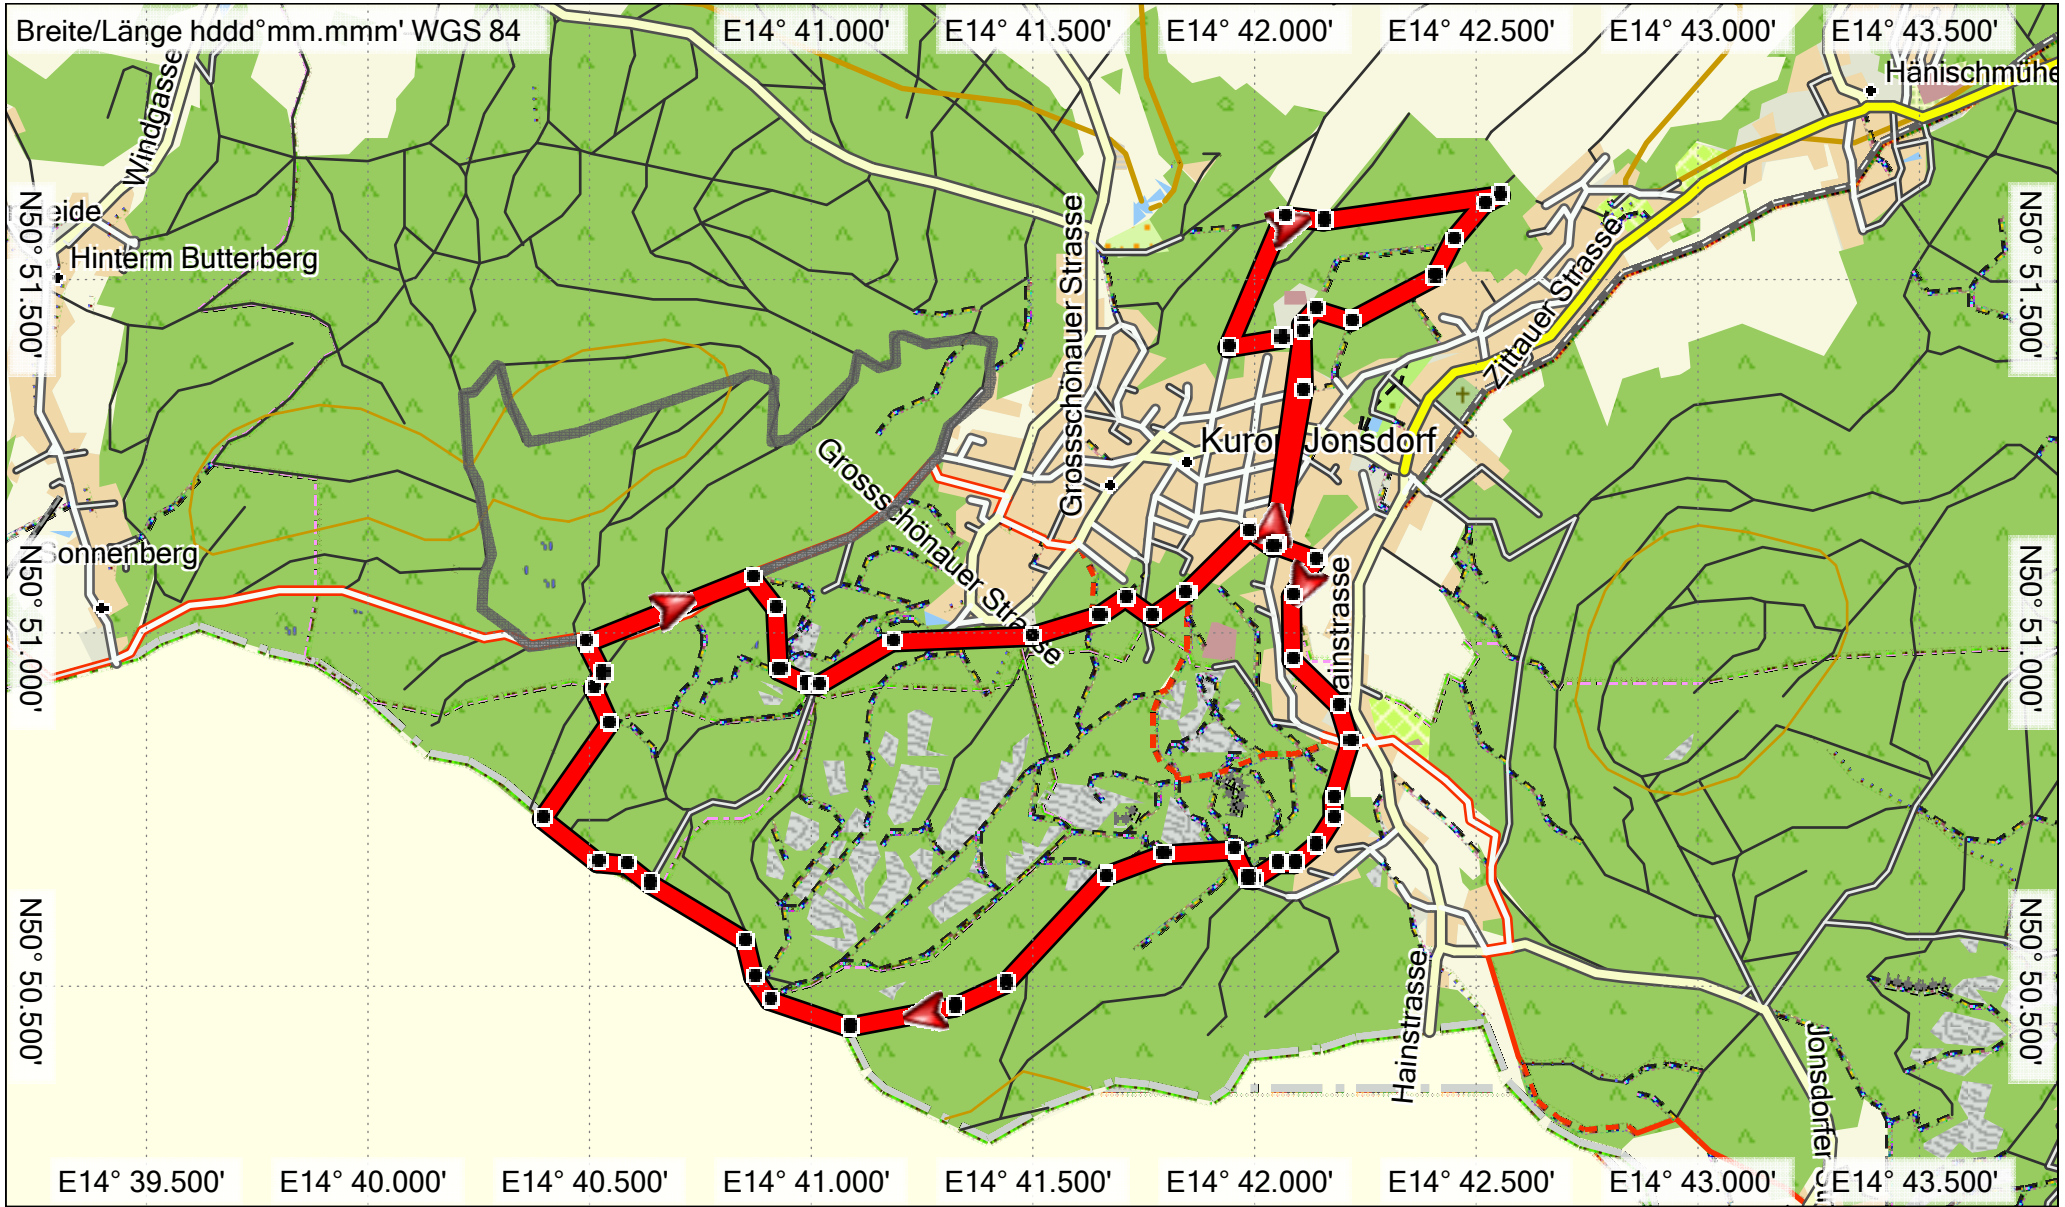 Breite/Länge hddd°mm.mmm' WGS 84
E14° 41.000'
E14° 41.500'
E14° 42.000'
E14° 42.500'
E14° 43.000'
E14° 43.500'
Windgasse
Hänischmühe
N50° 51.500'
eide
Hinterm Butterberg
Grossschönauer Strasse
Zittauer Strasse
N50° 51.500'
Kuror Jonsdorf
Grossschönauer Strasse
Sonnenberg
N50° 51.000'
Hainstrasse
N50° 51.000'
N50° 50.500'
Hainstrasse
Jonsdorfer
N50° 50.500'
E14° 39.500'
E14° 40.000'
E14° 40.500'
E14° 41.000'
E14° 41.500'
E14° 42.000'
E14° 42.500'
E14° 43.000'
E14° 43.500'